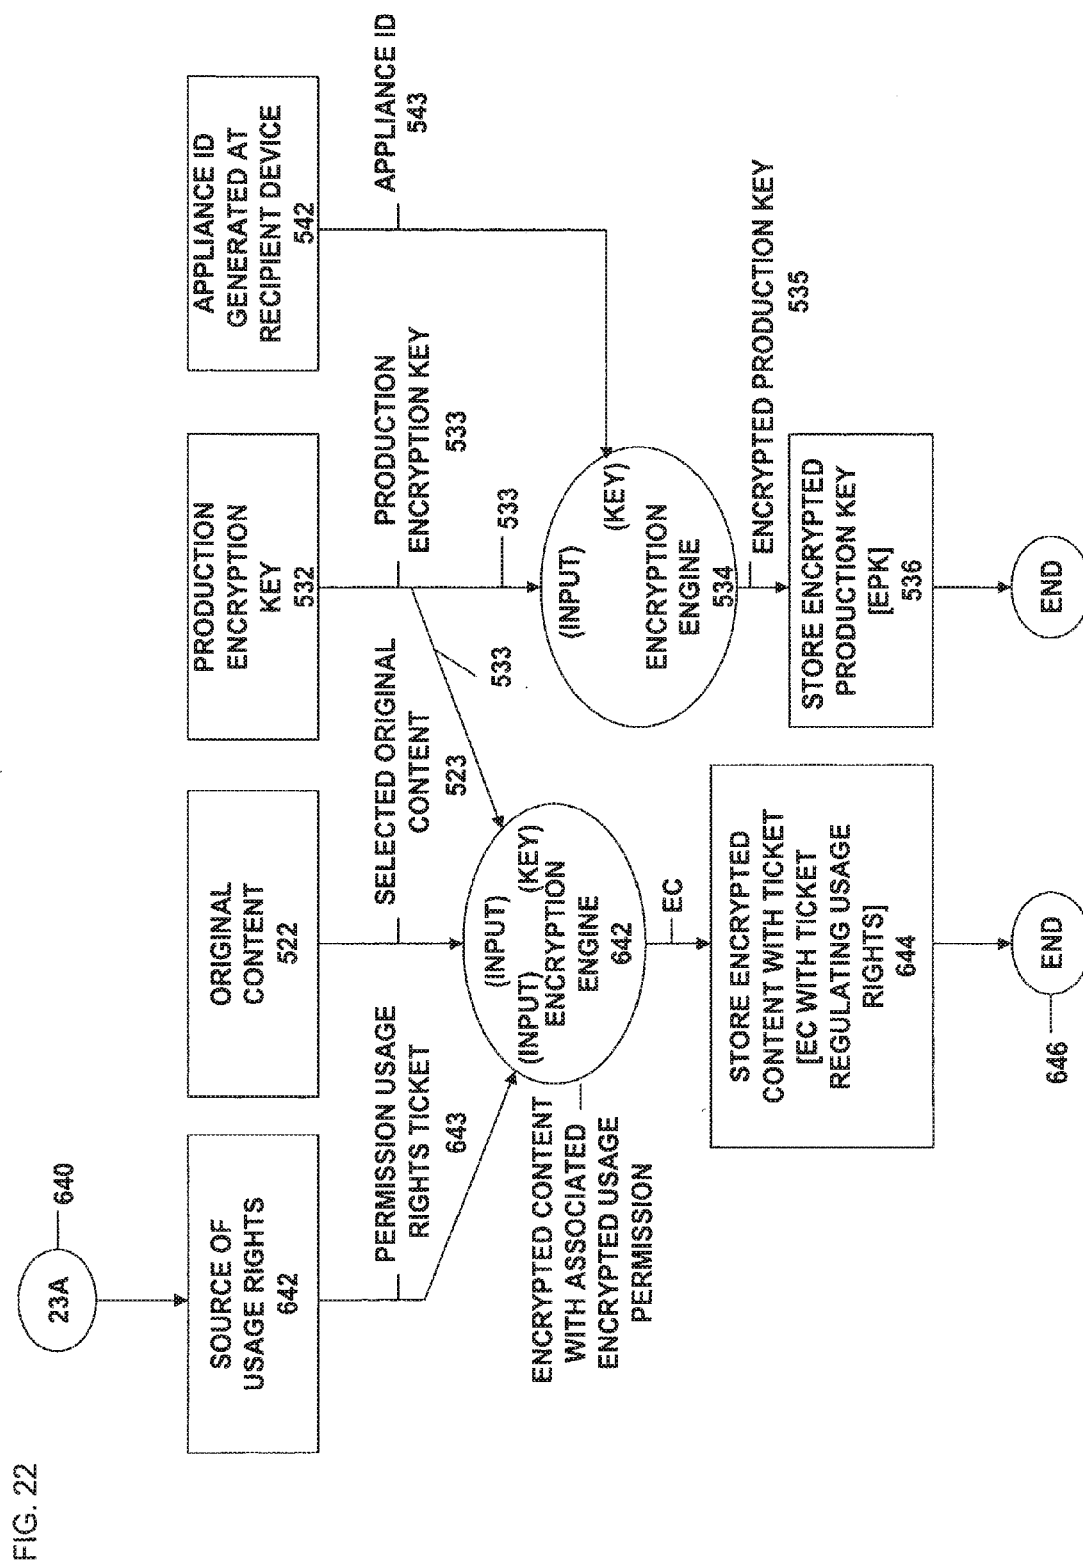 FIG. 22
23A
640
SOURCE OF
USAGE RIGHTS
642
ORIGINAL
CONTENT
522
PRODUCTION
ENCRYPTION
KEY
532
APPLIANCE ID
GENERATED AT
RECIPIENT DEVICE
542
PERMISSION USAGE
RIGHTS TICKET
643
SELECTED ORIGINAL
CONTENT
523
PRODUCTION
ENCRYPTION KEY
533
APPLIANCE ID
543
533
533
(INPUT)
(INPUT)
(KEY)
ENCRYPTION
ENGINE
642
(INPUT)
(KEY)
ENCRYPTION
ENGINE
534
ENCRYPTED CONTENT
WITH ASSOCIATED
ENCRYPTED USAGE
PERMISSION
EC
ENCRYPTED PRODUCTION KEY
535
STORE ENCRYPTED
CONTENT WITH TICKET
[EC WITH TICKET
REGULATING USAGE
RIGHTS]
644
STORE ENCRYPTED
PRODUCTION KEY
[EPK]
536
646
END
END